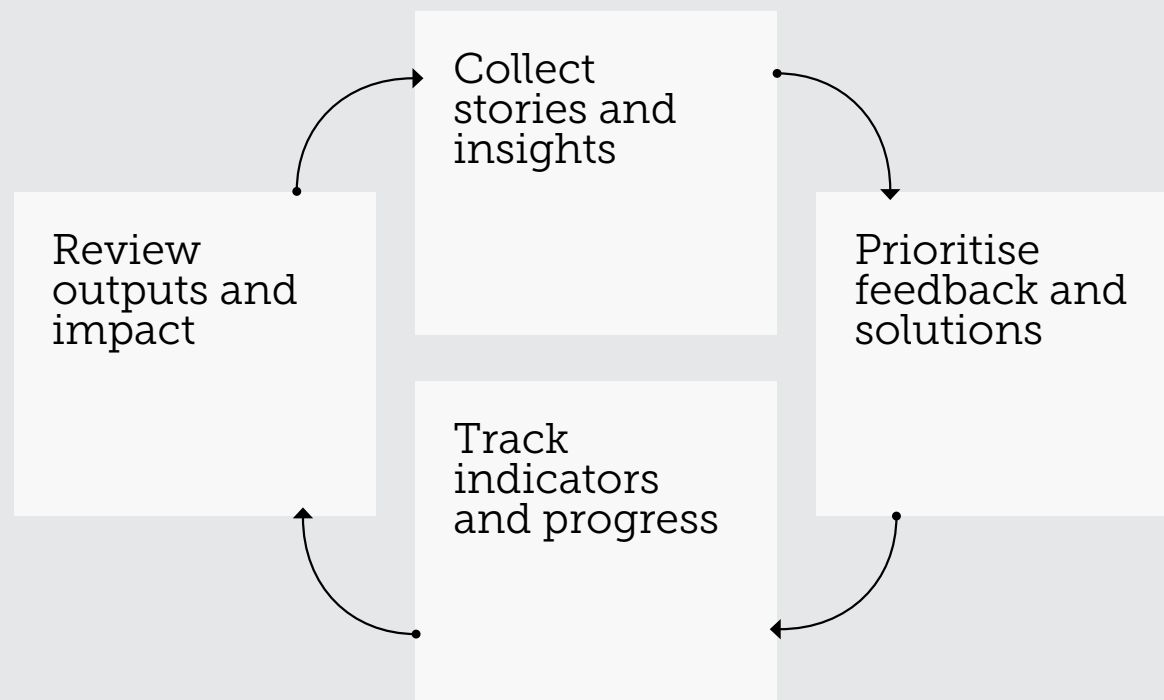 Collect
stories and
insights
Review
outputs and
impact
Prioritise
feedback and
solutions
Track
indicators
and progress